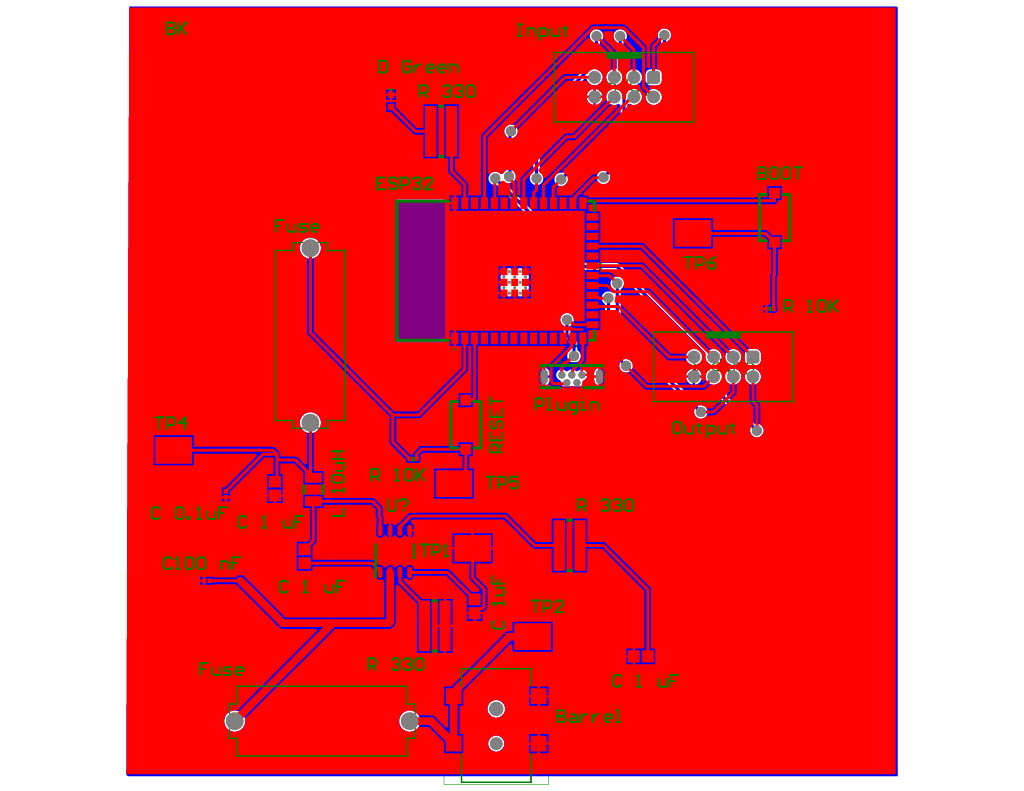 BK
Input
D Green
R 330
BOOT
ESP32
Fuse
TP6
R 10K
Plugin
RESET
TP4
Output
L 10uH
R 10K
TP5
C 0.1uF
C 1 uF
U?
R 330
TP1
C100 nF
C 1 uF
C 1uF
TP2
R 330
Fuse
C 1 uF
Barrel